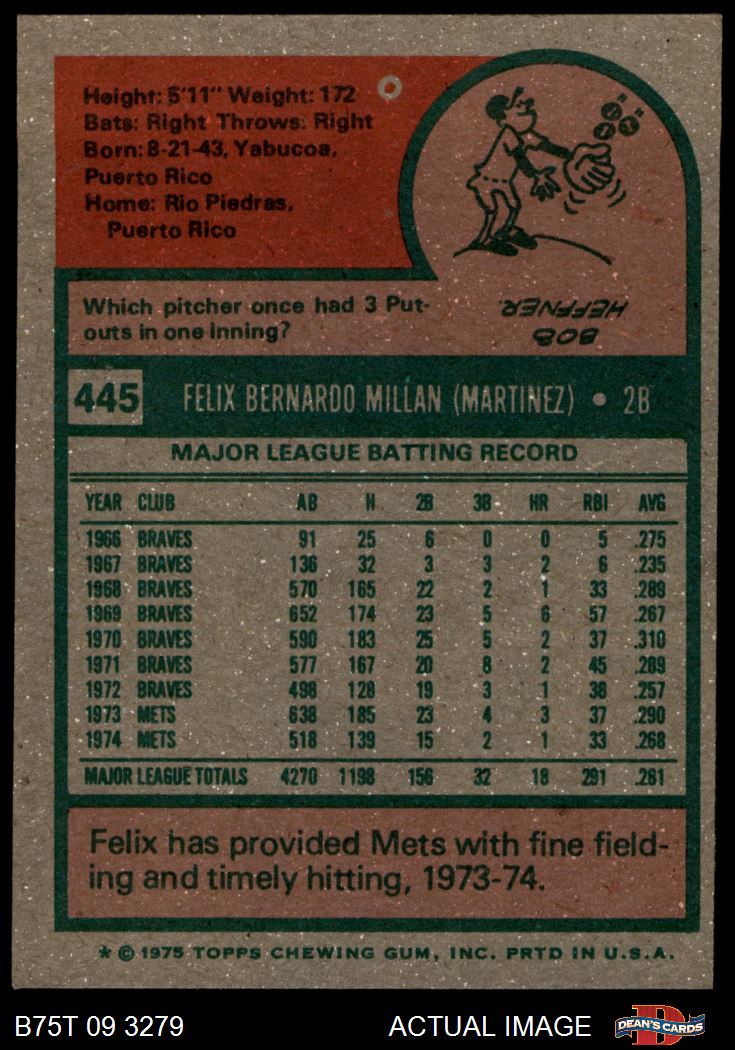 Height: 5'11" Weight: 172
Bats: Right Throws: Right
Born: 8-21-43, Yabucoa,
Puerto Rico
Home: Rio Piedras,
Puerto Rico
Which pitcher once had 3 Put-
outs in one inning?
BOB
HEFFNER.
445 FELIX BERNARDO MILLAN (MARTINEZ) • 2B
MAJOR LEAGUE BATTING RECORD
YEAR CLUB AB H 2B 3B HR RBI AVG
1966 BRAVES 91 25 6 0 0 5 .275
1967 BRAVES 136 32 3 3 2 6 .235
1968 BRAVES 570 165 22 2 1 33 .289
1969 BRAVES 652 174 23 5 6 57 .267
1970 BRAVES 590 183 25 5 2 37 .310
1971 BRAVES 577 167 20 8 2 45 .289
1972 BRAVES 498 128 19 3 1 38 .257
1973 METS 638 185 23 4 3 37 .290
1974 METS 518 139 15 2 1 33 .268
MAJOR LEAGUE TOTALS 4270 1198 156 32 18 291 .281
Felix has provided Mets with fine field-
ing and timely hitting, 1973-74.
* © 1975 TOPPS CHEWING GUM, INC. PRTD IN U.S.A.
B75T 09 3279 ACTUAL IMAGE DEAN'S CARDS